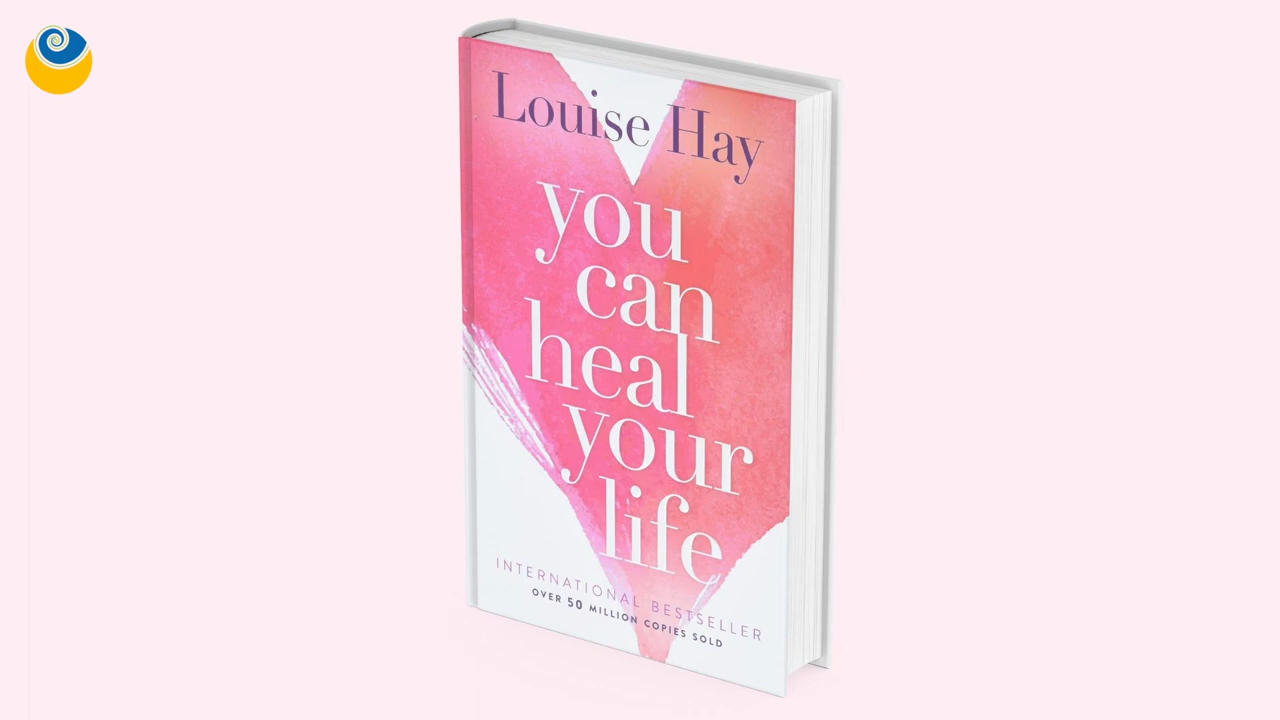 Louise Hay
you
can
heal
your
life
INTERNATIONAL BESTSELLER
OVER 50 MILLION COPIES SOLD